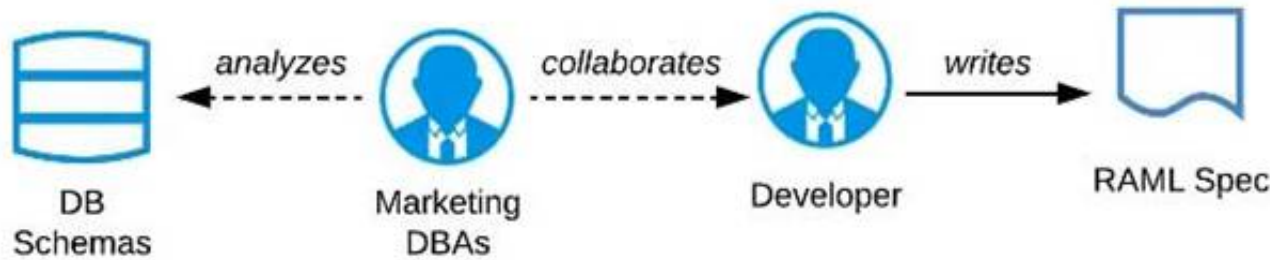 analyzes
collaborates
writes
DB
Schemas
Marketing
DBAs
Developer
RAML Spec